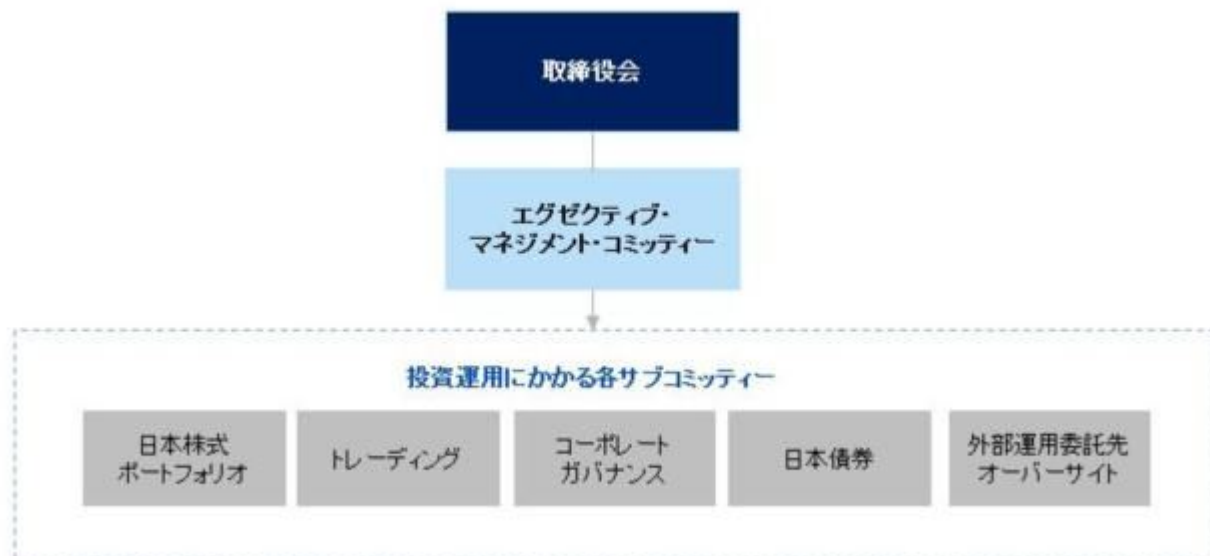 取締役会
エグゼクティブ・
マネジメント・コミッティー
投資運用にかかる各サブコミッティー
日本株式
ポートフォリオ
トレーディング
コーポレート
ガバナンス
日本債券
外部運用委託先
オーバーサイト